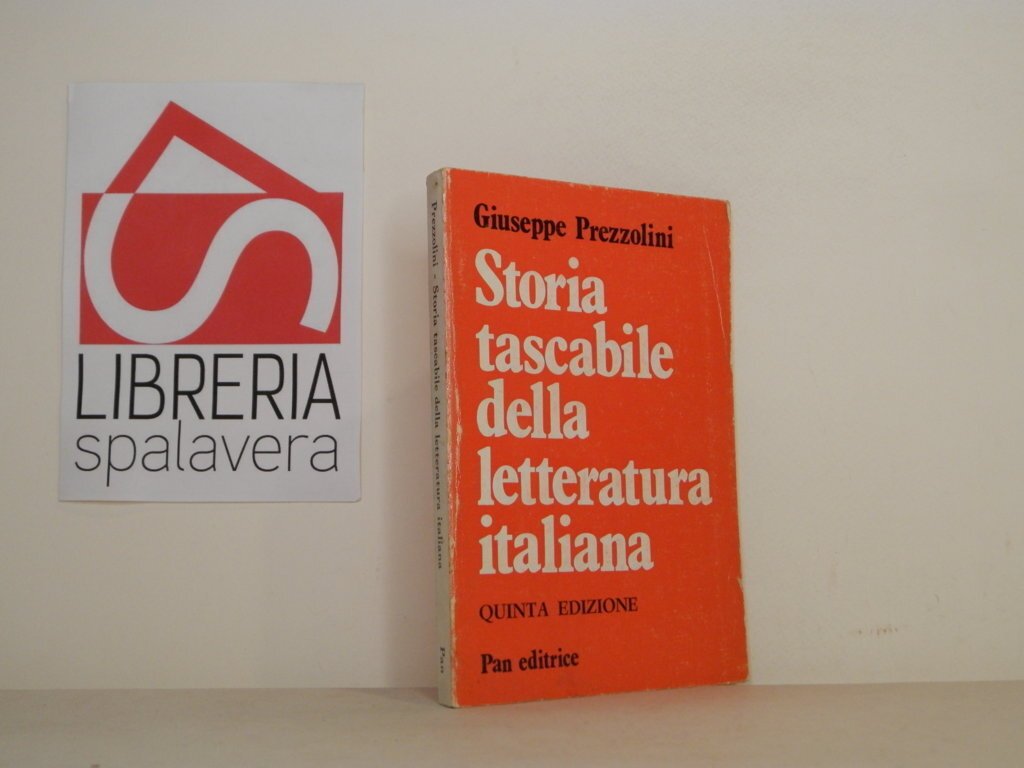 LIBRERIA
spalavera
Prezzolini - Storia tascabile della letteratura italiana
Pan
Giuseppe Prezzolini
Storia
tascabile
della
letteratura
italiana
QUINTA EDIZIONE
Pan editrice